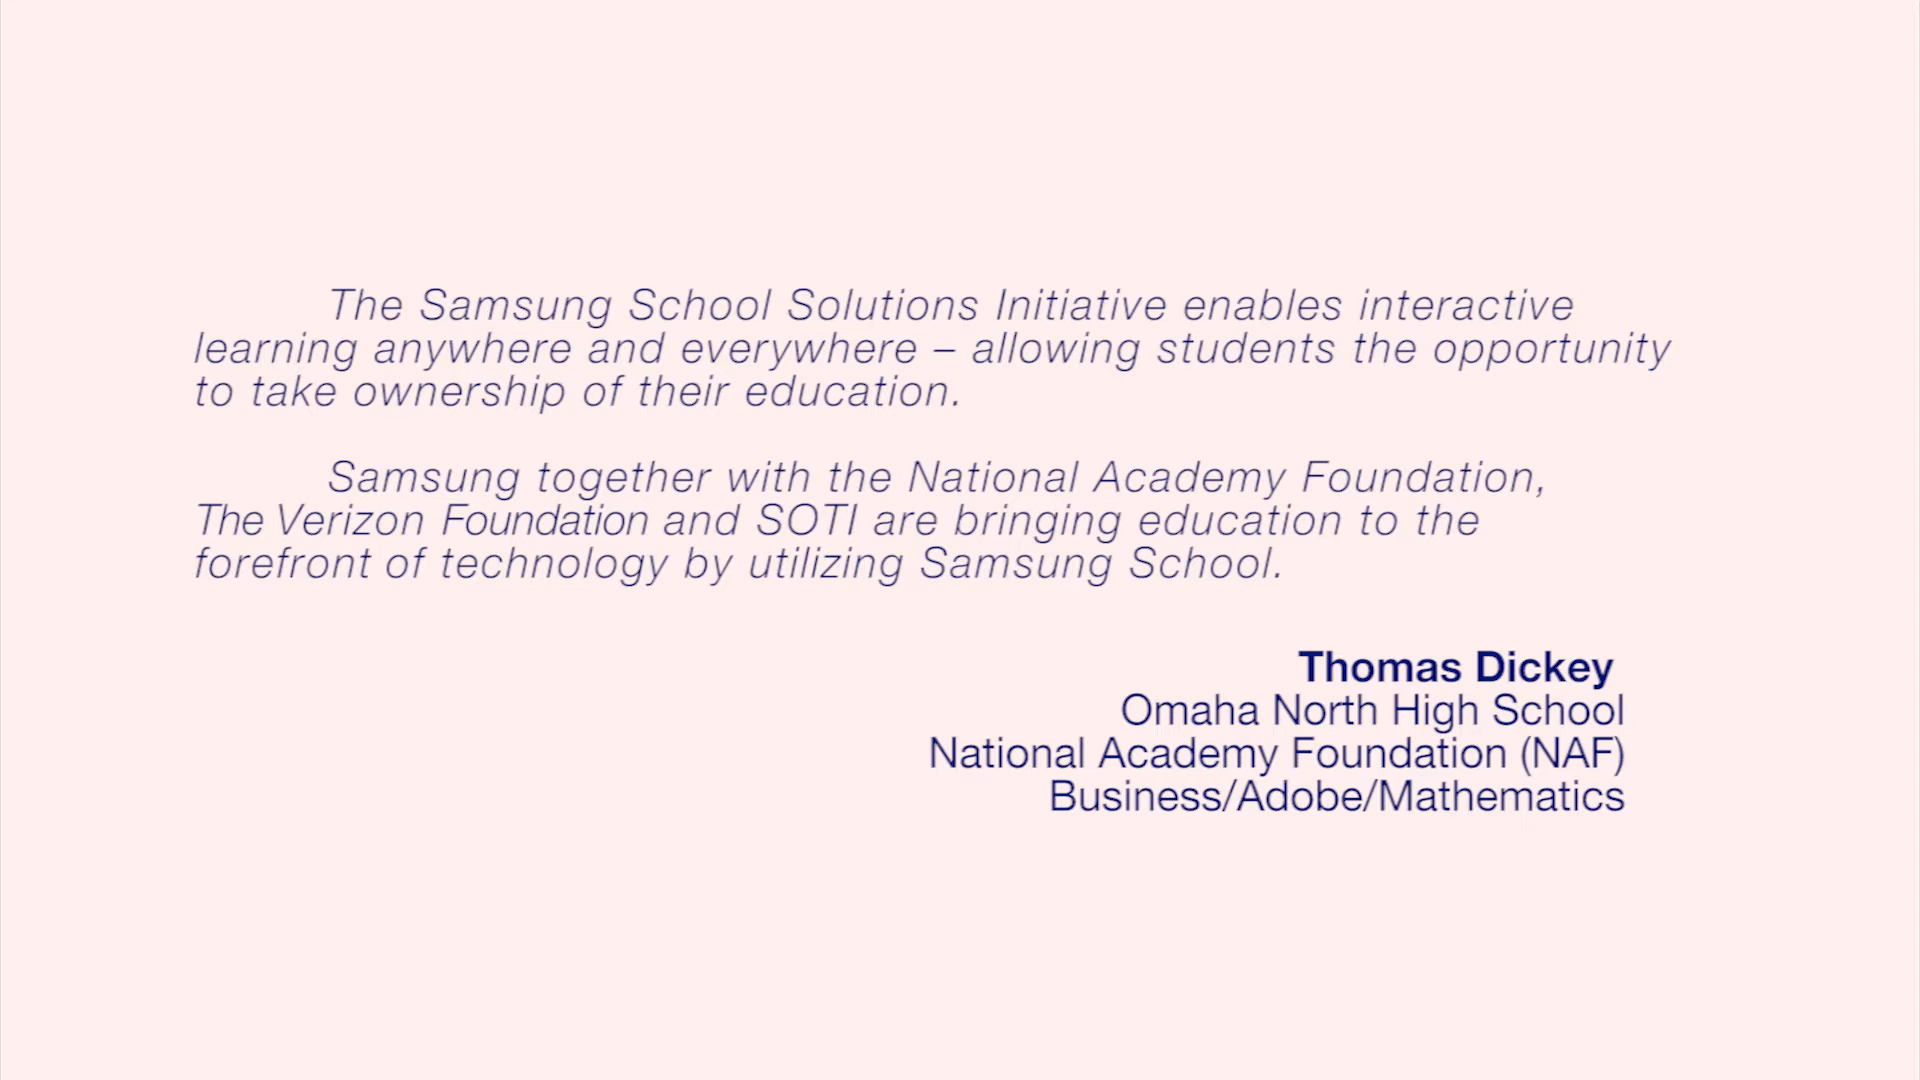 The Samsung School Solutions Initiative enables interactive
learning anywhere and everywhere – allowing students the opportunity
to take ownership of their education.
Samsung together with the National Academy Foundation,
The Verizon Foundation and SOTI are bringing education to the
forefront of technology by utilizing Samsung School.
Thomas Dickey
Omaha North High School
National Academy Foundation (NAF)
Business/Adobe/Mathematics